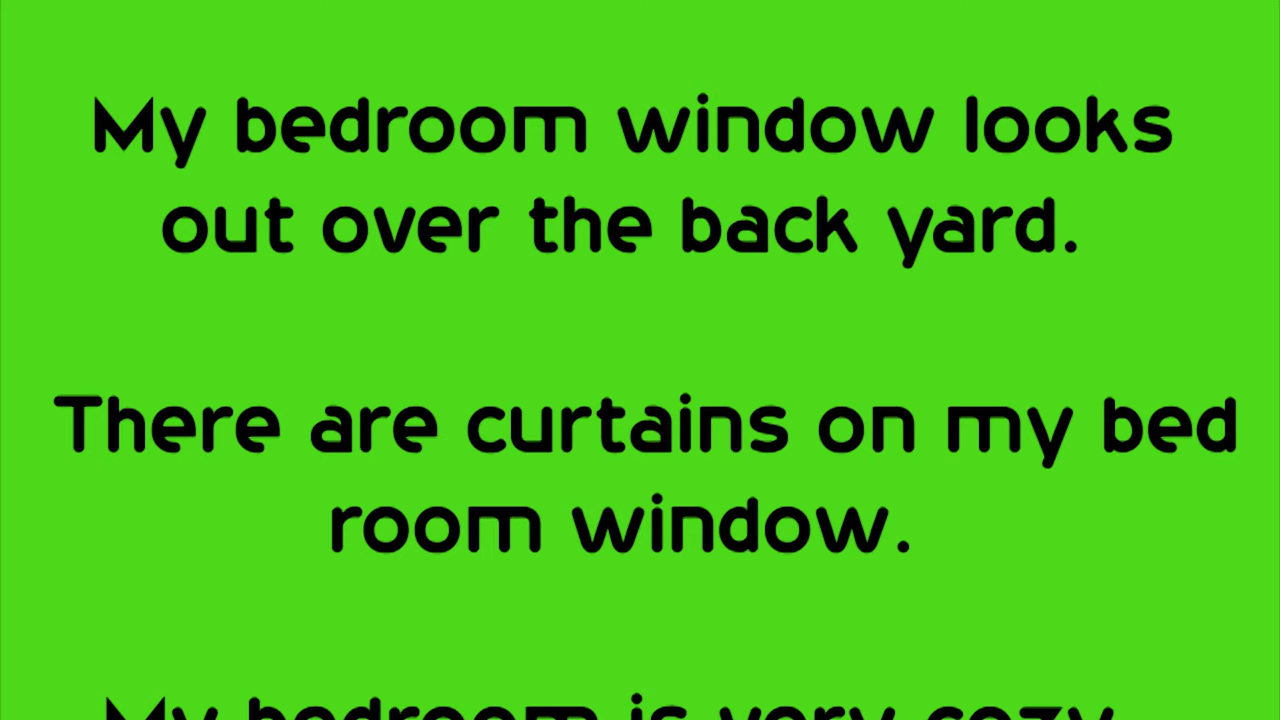 My bedroom window looks
out over the back yard.
There are curtains on my bed
room window.
My bedroom is very cozy